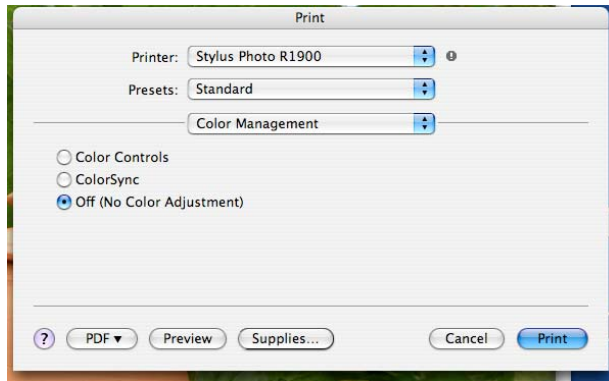 Print
Printer: Stylus Photo R1900
Presets: Standard
Color Management
Color Controls
ColorSync
Off (No Color Adjustment)
? PDF ▼ Preview Supplies... Cancel Print